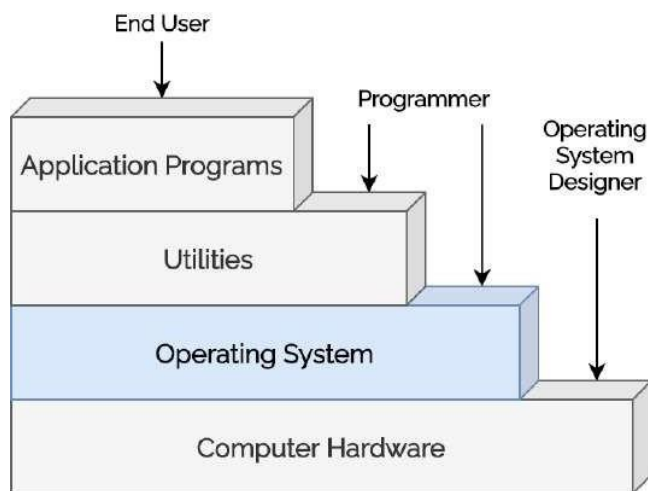 End User
Programmer
Operating
System
Designer
Application Programs
Utilities
Operating System
Computer Hardware